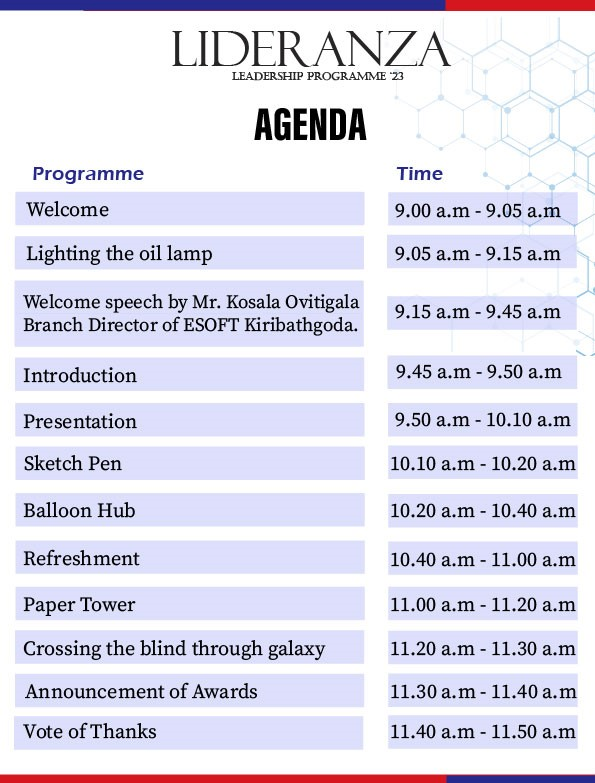 LIDERANZA
LEADERSHIP PROGRAMME '23
AGENDA
Programme Time
Welcome 9.00 a.m - 9.05 a.m
Lighting the oil lamp 9.05 a.m - 9.15 a.m
Welcome speech by Mr. Kosala Ovitigala
Branch Director of ESOFT Kiribathgoda.
9.15 a.m - 9.45 a.m
Introduction 9.45 a.m - 9.50 a.m
Presentation 9.50 a.m - 10.10 a.m
Sketch Pen 10.10 a.m - 10.20 a.m
Balloon Hub 10.20 a.m - 10.40 a.m
Refreshment 10.40 a.m - 11.00 a.m
Paper Tower 11.00 a.m - 11.20 a.m
Crossing the blind through galaxy 11.20 a.m - 11.30 a.m
Announcement of Awards 11.30 a.m - 11.40 a.m
Vote of Thanks 11.40 a.m - 11.50 a.m